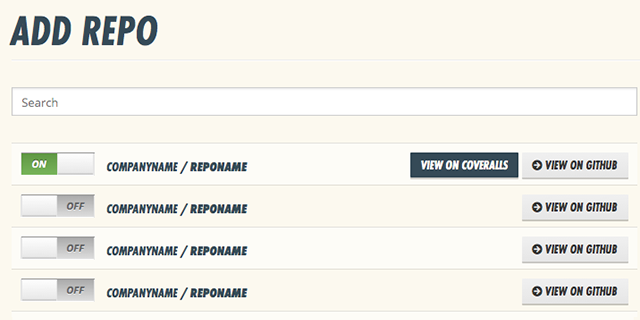 ADD REPO
Search
ON COMPANYNAME / REPONAME VIEW ON COVERALLS VIEW ON GITHUB
OFF COMPANYNAME / REPONAME VIEW ON GITHUB
OFF COMPANYNAME / REPONAME VIEW ON GITHUB
OFF COMPANYNAME / REPONAME VIEW ON GITHUB